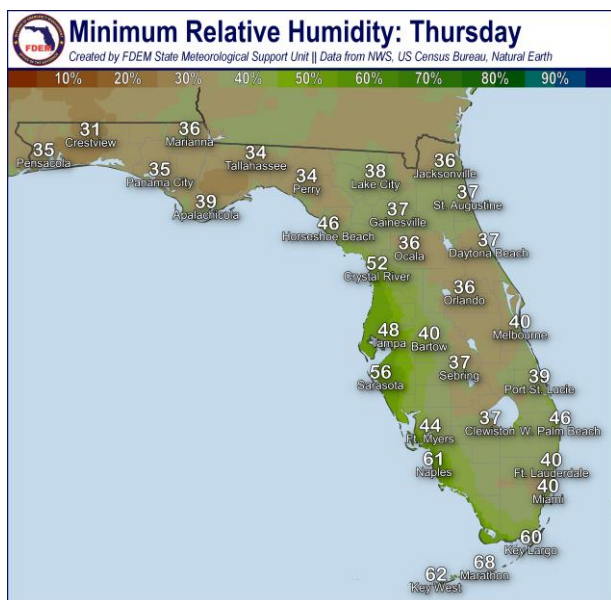 FDEM
Minimum Relative Humidity: Thursday
Created by FDEM State Meteorological Support Unit || Data from NWS, US Census Bureau, Natural Earth
10% 20% 30% 40% 60% 70% 80% 90%
31
Crestview
36
Marianna
35
Pensacola
34
Tallahassee
36
Jacksonville
35
Panama City
34
Perry
38
Lake City
37
St. Augustine
39
Apalachicola
37
Gainesville
46
Horseshoe Beach
36
Ocala
37
Daytona Beach
52
Crystal River
36
Orlando
48
Tampa
40
Bartow
40
Melbourne
37
Sebring
56
Sarasota
39
Port St. Lucie
44
Ft. Myers
37
Clewiston
46
W. Palm Beach
61
Naples
40
Ft. Lauderdale
40
Miami
60
Key Largo
68
Marathon
62
Key West